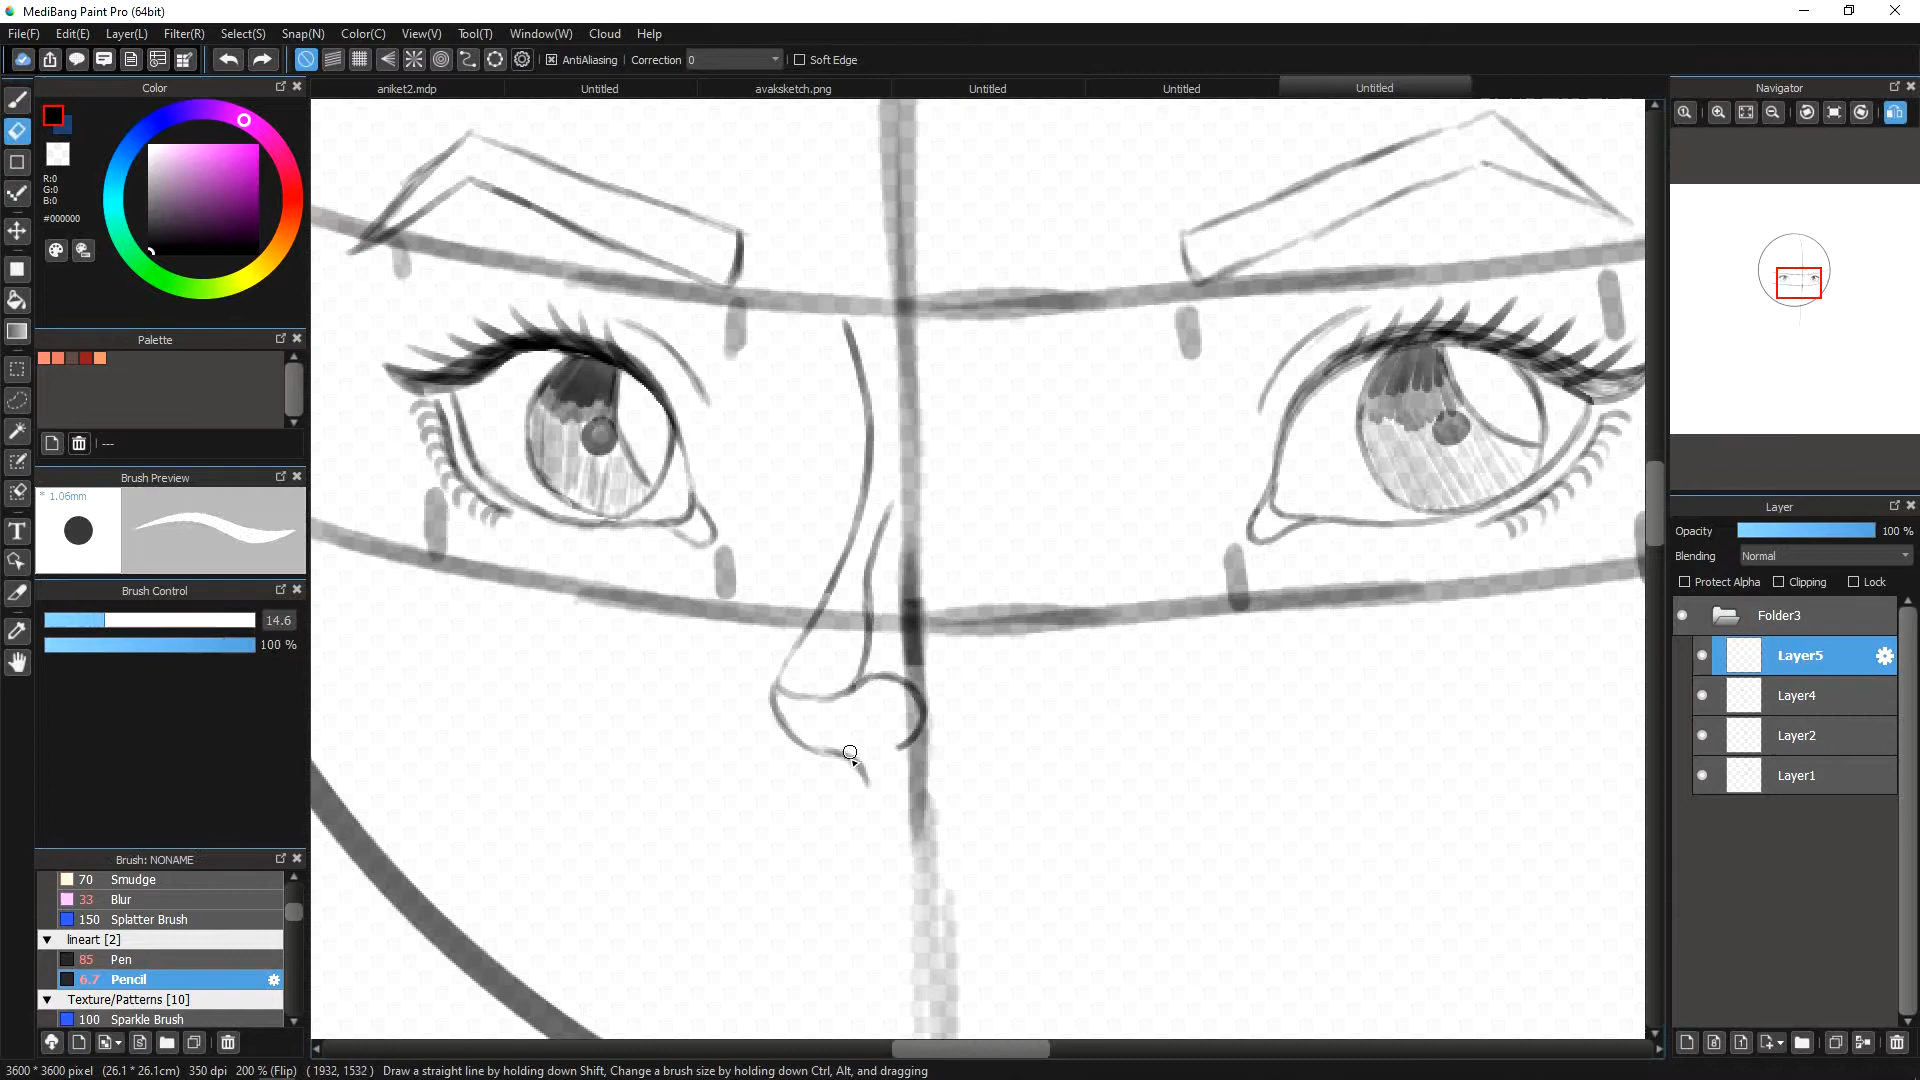 MediBang Paint Pro (64bit)
File(F) Edit(E) Layer(L) Filter(R) Select(S) Snap(N) Color(C) View(V) Tool(T) Window(W) Cloud Help
AntiAliasing Correction 0 Soft Edge
Color
aniket2.mdp Untitled avaksketch.png Untitled Untitled Untitled
Navigator
R:0
G:0
B:0
#000000
Palette
---
Brush Preview
* 1.06mm
Brush Control
14.6
100 %
Layer
Opacity 100 %
Blending Normal
Protect Alpha Clipping Lock
Folder3
Layer5
Layer4
Layer2
Layer1
Brush: NONAME
70 Smudge
33 Blur
150 Splatter Brush
lineart [2]
85 Pen
6.7 Pencil
Texture/Patterns [10]
100 Sparkle Brush
3600 * 3600 pixel (26.1 * 26.1cm) 350 dpi 200 % (Flip) ( 1932, 1532 ) Draw a straight line by holding down Shift, Change a brush size by holding down Ctrl, Alt, and dragging